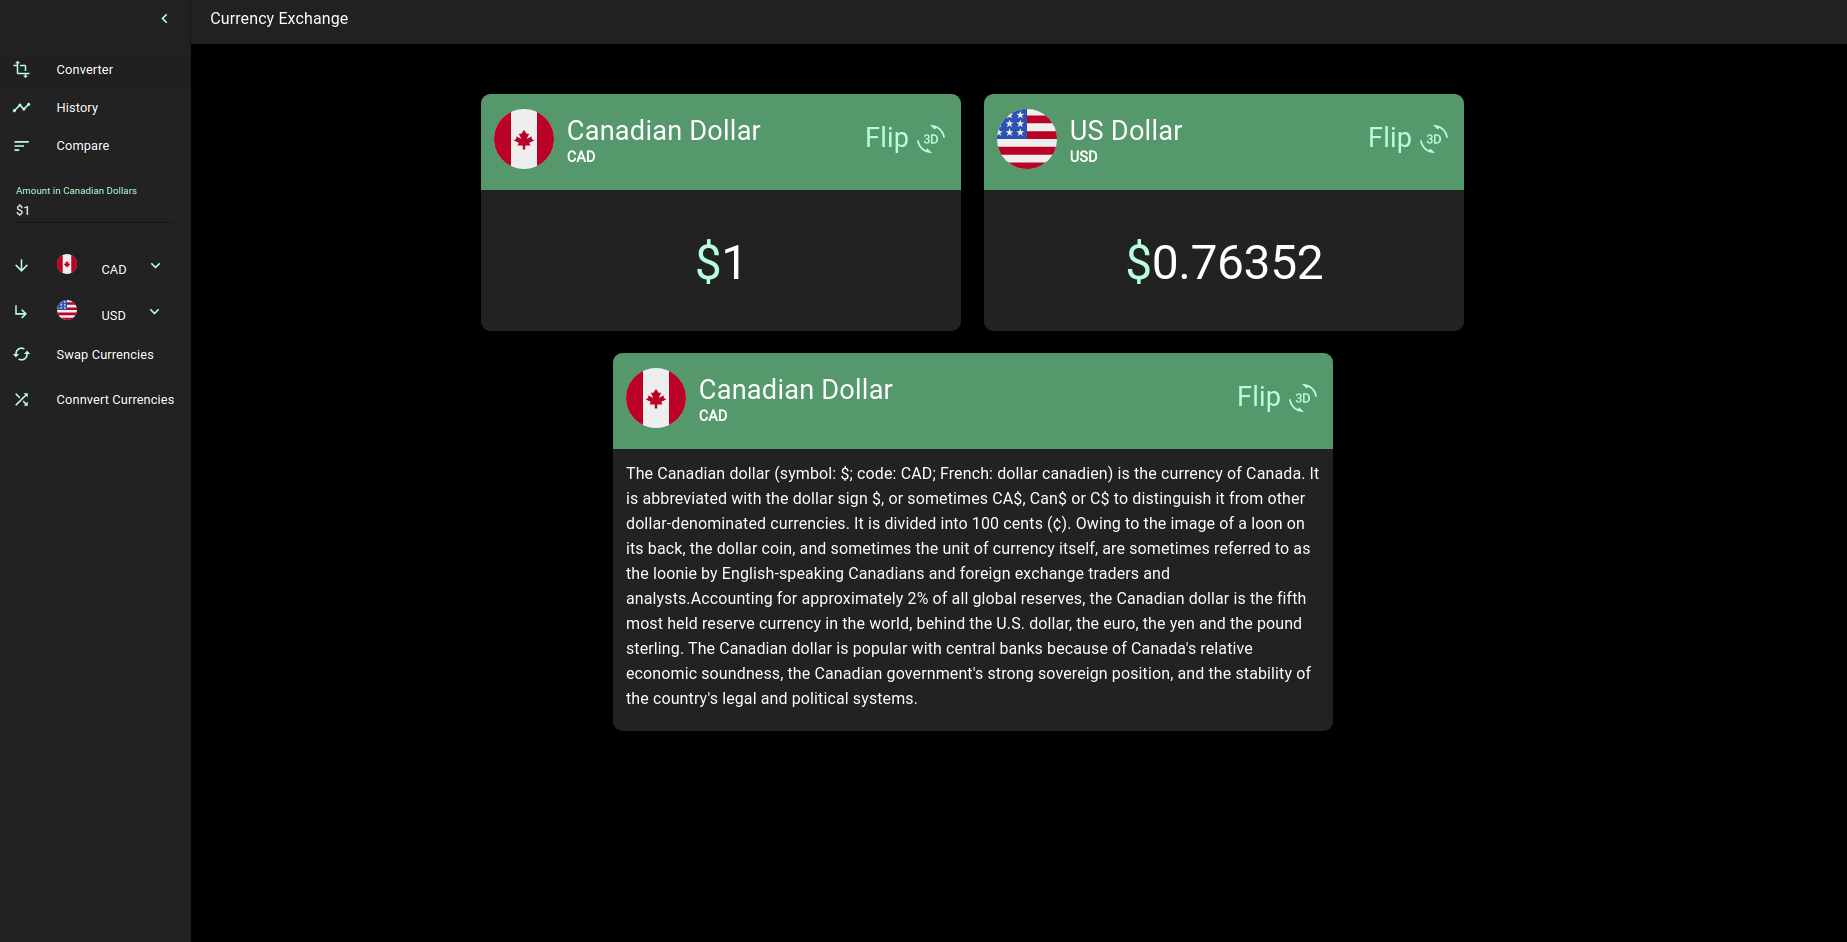 Currency Exchange
Converter
History
Compare
Amount in Canadian Dollars
$1
CAD
USD
Swap Currencies
Connvert Currencies
Canadian Dollar
CAD
Flip 3D
$1
US Dollar
USD
Flip 3D
$0.76352
Canadian Dollar
CAD
Flip 3D
The Canadian dollar (symbol: $; code: CAD; French: dollar canadien) is the currency of Canada. It
is abbreviated with the dollar sign $, or sometimes CA$, Can$ or C$ to distinguish it from other
dollar-denominated currencies. It is divided into 100 cents (¢). Owing to the image of a loon on
its back, the dollar coin, and sometimes the unit of currency itself, are sometimes referred to as
the loonie by English-speaking Canadians and foreign exchange traders and
analysts.Accounting for approximately 2% of all global reserves, the Canadian dollar is the fifth
most held reserve currency in the world, behind the U.S. dollar, the euro, the yen and the pound
sterling. The Canadian dollar is popular with central banks because of Canada's relative
economic soundness, the Canadian government's strong sovereign position, and the stability of
the country's legal and political systems.